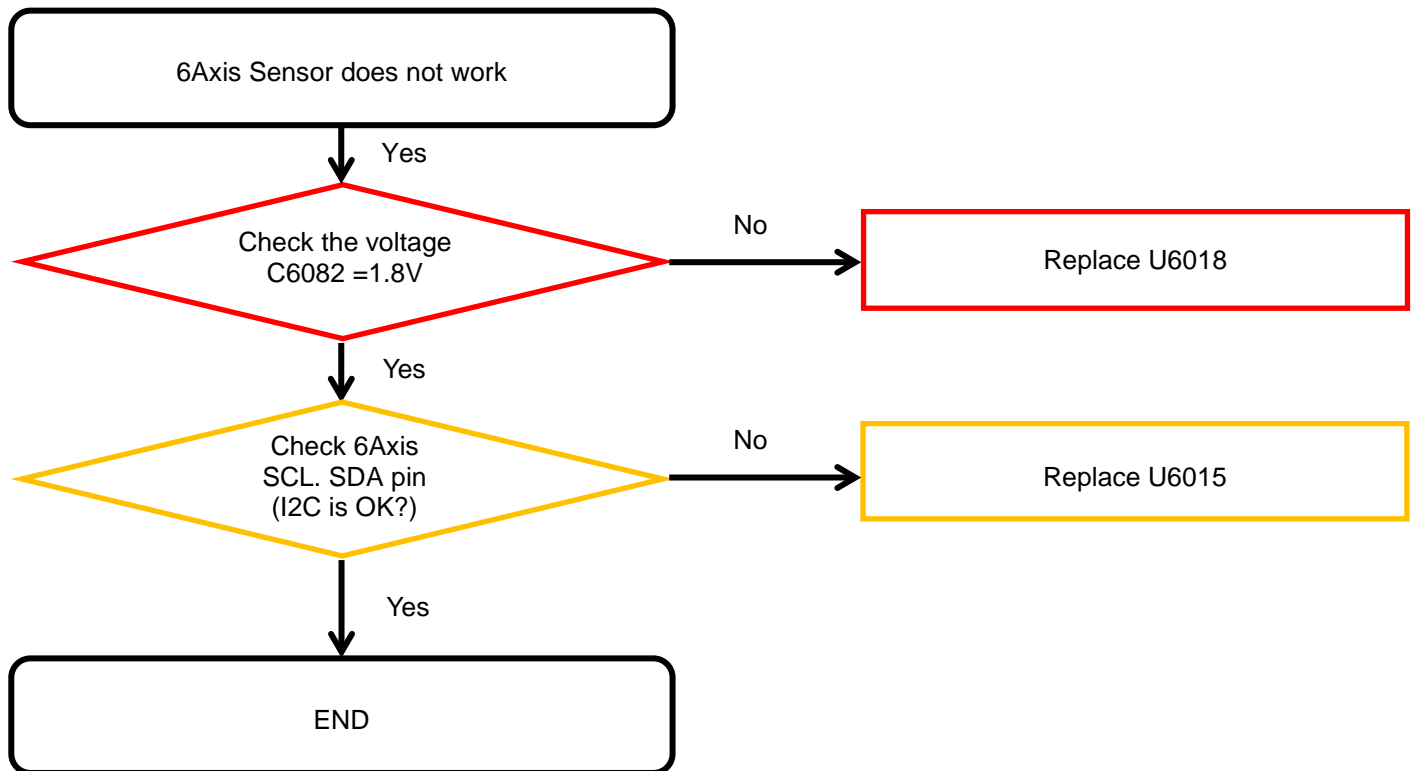 6Axis Sensor does not work
Yes
Check the voltage
C6082 =1.8V
No
Replace U6018
Yes
Check 6Axis
SCL. SDA pin
(I2C is OK?)
No
Replace U6015
Yes
END